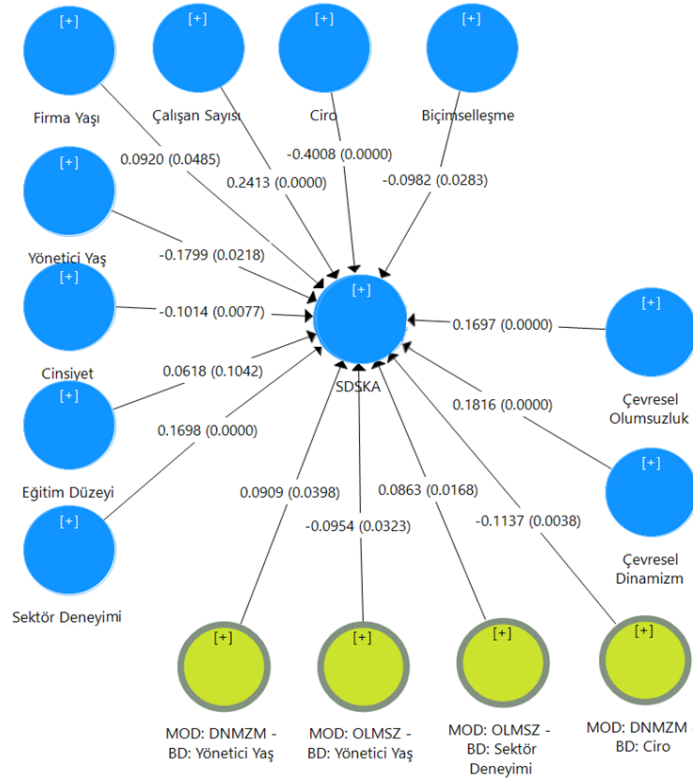 [+]
[+]
[+]
[+]
Firma Yaşı
Çalışan Sayısı
Ciro
Biçimselleşme
0.0920 (0.0485)
0.2413 (0.0000)
-0.4008 (0.0000)
-0.0982 (0.0283)
[+]
Yönetici Yaş
-0.1799 (0.0218)
[+]
Cinsiyet
-0.1014 (0.0077)
[+]
SDSKA
0.1697 (0.0000)
[+]
Çevresel
Olumsuzluk
0.0618 (0.1042)
[+]
Eğitim Düzeyi
0.1698 (0.0000)
0.1816 (0.0000)
[+]
Çevresel
Dinamizm
[+]
Sektör Deneyimi
0.0909 (0.0398)
-0.0954 (0.0323)
0.0863 (0.0168)
-0.1137 (0.0038)
[+]
[+]
[+]
[+]
MOD: DNMZM -
BD: Yönetici Yaş
MOD: OLMSZ -
BD: Yönetici Yaş
MOD: OLMSZ -
BD: Sektör
Deneyimi
MOD: DNMZM -
BD: Ciro